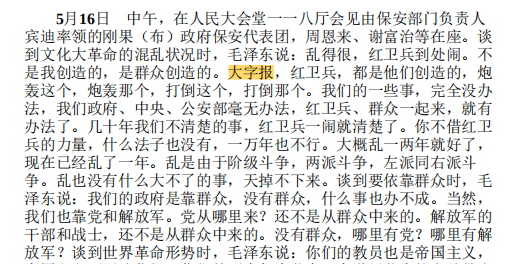 5月16日 中午，在人民大会堂一一八厅会见由保安部门负责人
宾迪率领的刚果（布）政府保安代表团，周恩来、谢富治等在座。谈
到文化大革命的混乱状况时，毛泽东说：乱得很，红卫兵到处闹。不
是我创造的，是群众创造的。大字报，红卫兵，都是他们创造的，炮
轰这个，炮轰那个，打倒这个，打倒那个。我们的一些事，完全没办
法，我们政府、中央、公安部毫无办法，红卫兵、群众一起来，就有
办法了。几十年我们不清楚的事，红卫兵一闹就清楚了。你不借红卫
兵的力量，什么法子也没有，一万年也不行。大概乱一两年就好了，
现在已经乱了一年。乱是由于阶级斗争，两派斗争，左派同右派斗
争。乱也没有什么大不了的事，天掉不下来。谈到要依靠群众时，毛
泽东说：我们的政府是靠群众，没有群众，什么事也办不成。当然，
我们也靠党和解放军。党从哪里来？还不是从群众中来的。解放军的
干部和战士，还不是从群众中来的。没有群众，哪里有党？哪里有解
放军？谈到世界革命形势时，毛泽东说：你们的教员也是帝国主义，